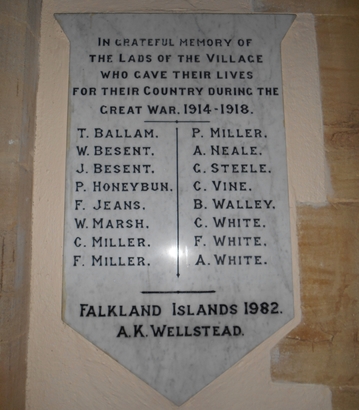 IN GRATEFUL MEMORY OF
THE LADS OF THE VILLAGE
WHO GAVE THEIR LIVES
FOR THEIR COUNTRY DURING THE
GREAT WAR. 1914-1918.
T. BALLAM.
W. BESENT.
J. BESENT.
P. HONEYBUN.
F. JEANS.
W. MARSH.
C. MILLER.
F. MILLER.
P. MILLER.
A. NEALE.
G. STEELE.
C. VINE.
B. WALLEY.
C. WHITE.
F. WHITE.
A. WHITE.
FALKLAND ISLANDS 1982.
A.K. WELLSTEAD.